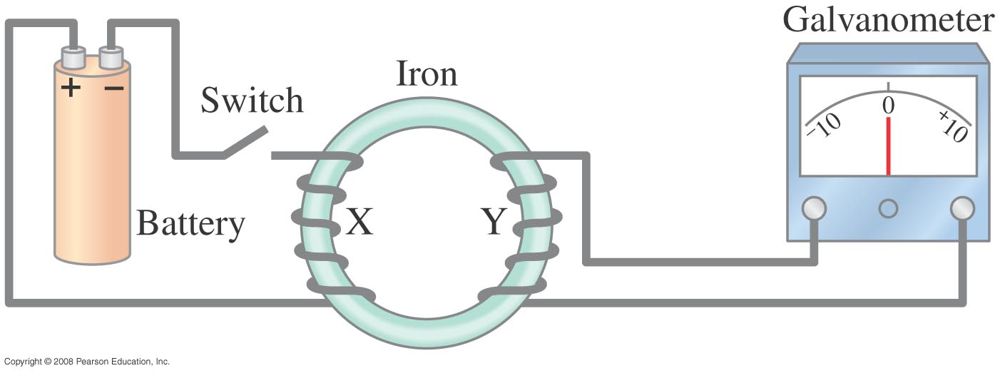 Galvanometer
Iron
Switch
+ −
0
−10
+10
Battery
X
Y
Copyright © 2008 Pearson Education, Inc.